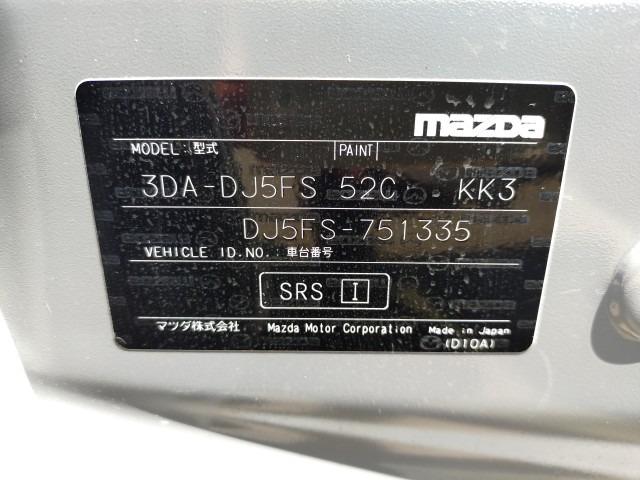 mazda
MODEL:型式 PAINT
3DA-DJ5FS 52C KK3
DJ5FS-751335
VEHICLE ID.NO.:車台番号
SRS I
マツダ株式会社 Mazda Motor Corporation Made in Japan
(D10A)